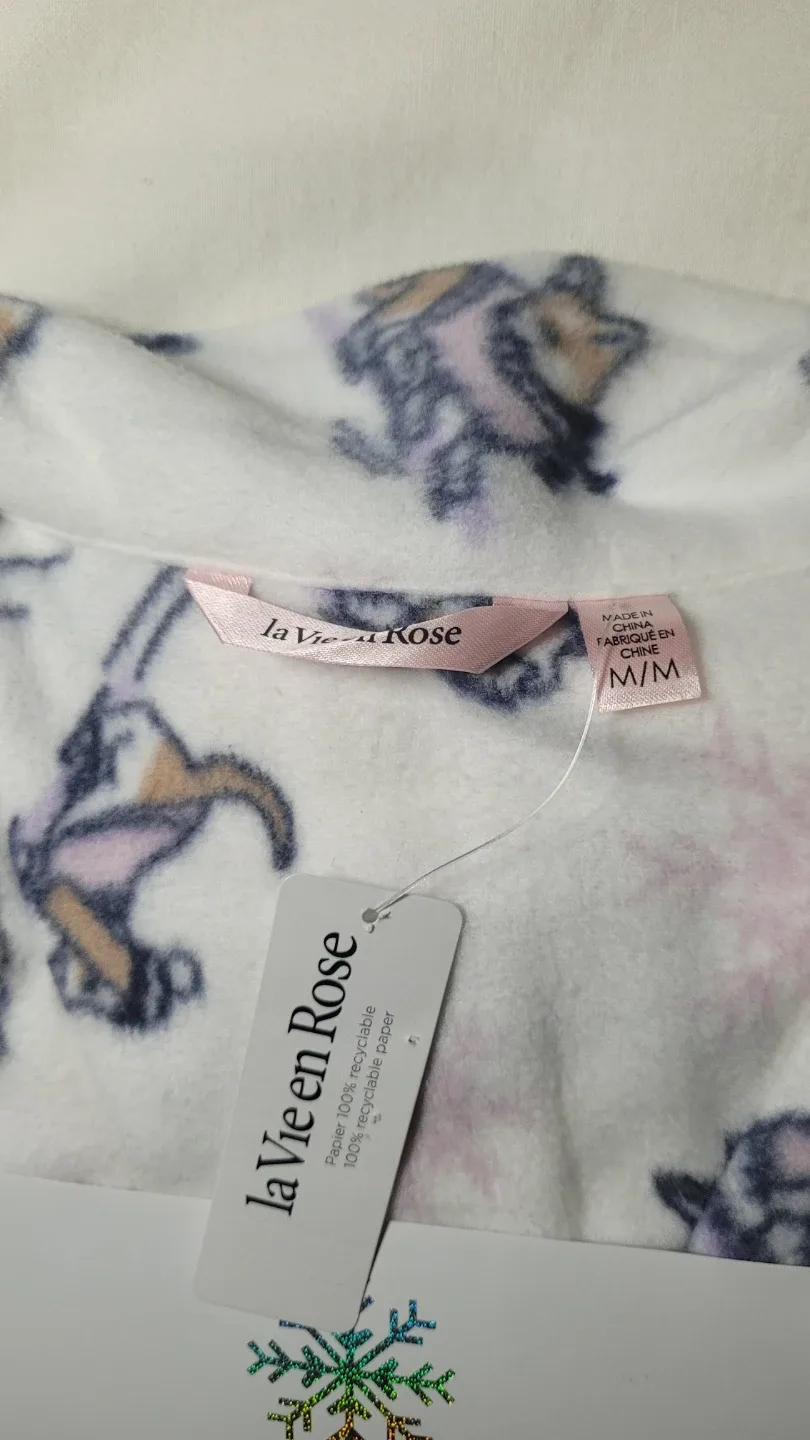 la Vie en Rose
MADE IN
CHINA
FABRIQUÉ EN
CHINE
M/M
la Vie en Rose
Papier 100% recyclable
100% recyclable paper